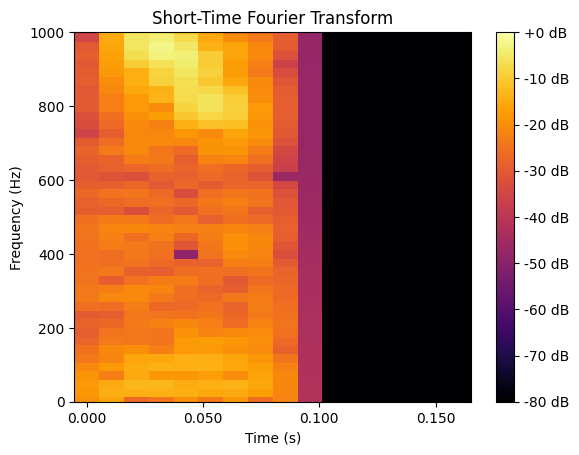 Short-Time Fourier Transform
1000
800
600
400
200
0
Frequency (Hz)
0.000
0.050
0.100
0.150
Time (s)
+0 dB
-10 dB
-20 dB
-30 dB
-40 dB
-50 dB
-60 dB
-70 dB
-80 dB